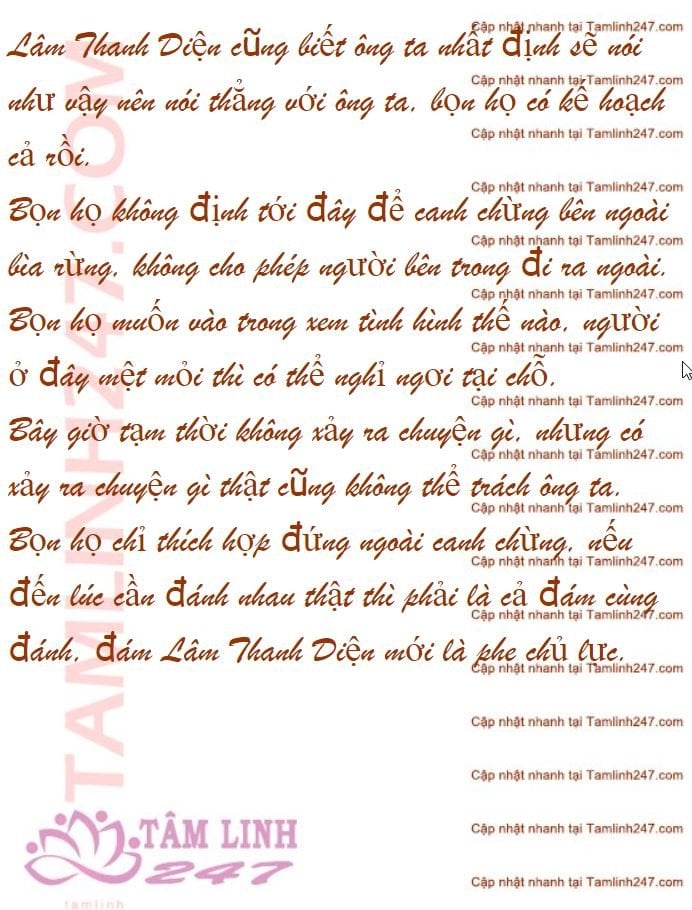 Cập nhật nhanh tại Tamlinh247.com
Lâm Thanh Diện cũng biết ông ta nhất định sẽ nói
Cập nhật nhanh tại Tamlinh247.com
như vậy nên nói thẳng với ông ta, bọn họ có kế hoạch
Cập nhật nhanh tại Tamlinh247.com
cả rồi.
Cập nhật nhanh tại Tamlinh247.com
Bọn họ không định tới đây để canh chừng bên ngoài
Cập nhật nhanh tại Tamlinh247.com
bìa rừng, không cho phép người bên trong đi ra ngoài.
Cập nhật nhanh tại Tamlinh247.com
Bọn họ muốn vào trong xem tình hình thế nào, người
Cập nhật nhanh tại Tamlinh247.com
ở đây mệt mỏi thì có thể nghỉ ngơi tại chỗ.
Cập nhật nhanh tại Tamlinh247.com
Bây giờ tạm thời không xảy ra chuyện gì, nhưng có
Cập nhật nhanh tại Tamlinh247.com
xảy ra chuyện gì thật cũng không thể trách ông ta.
Cập nhật nhanh tại Tamlinh247.com
Bọn họ chỉ thích hợp đứng ngoài canh chừng, nếu
Cập nhật nhanh tại Tamlinh247.com
đến lúc cần đánh nhau thật thì phải là cả đám cùng
Cập nhật nhanh tại Tamlinh247.com
đánh, đám Lâm Thanh Diện mới là phe chủ lực.
Cập nhật nhanh tại Tamlinh247.com
Cập nhật nhanh tại Tamlinh247.com
Cập nhật nhanh tại Tamlinh247.com
Cập nhật nhanh tại Tamlinh247.com
Cập nhật nhanh tại Tamlinh247.com
TAMLINH247.COM
TÂM LINH
247
tamlinh